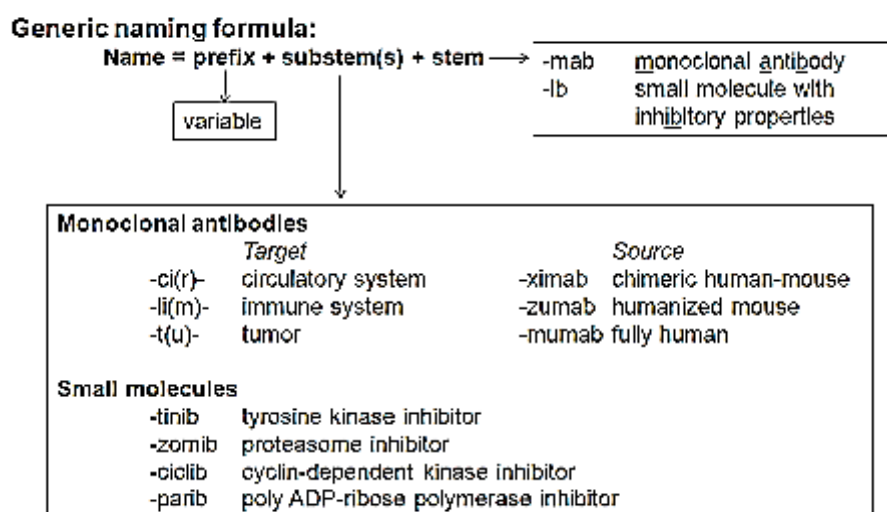 Generic naming formula:
Name = prefix + substem(s) + stem
-mab monoclonal antibody
-ib small molecule with
inhibitory properties
variable
Monoclonal antibodies
Target Source
-ci(r)- circulatory system -ximab chimeric human-mouse
-li(m)- immune system -zumab humanized mouse
-t(u)- tumor -mumab fully human
Small molecules
-tinib tyrosine kinase inhibitor
-zomib proteasome inhibitor
-ciclib cyclin-dependent kinase inhibitor
-parib poly ADP-ribose polymerase inhibitor